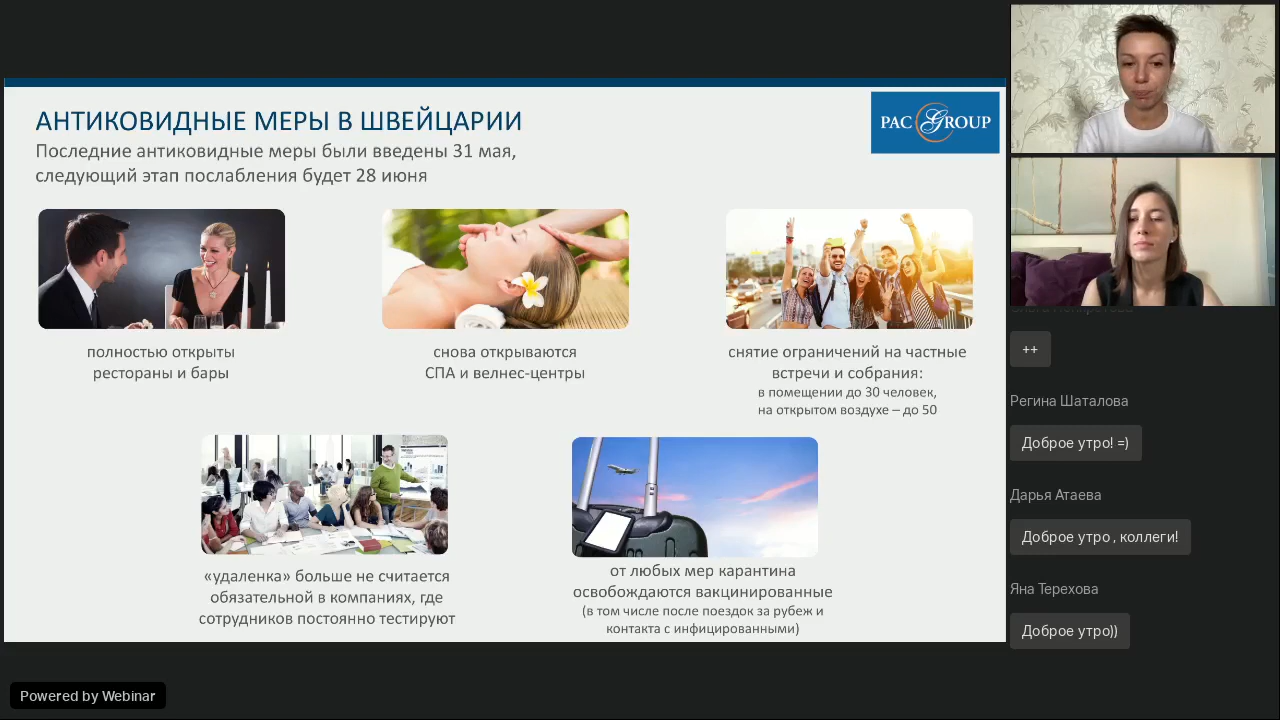 АНТИКОВИДНЫЕ МЕРЫ В ШВЕЙЦАРИИ
Последние антиковидные меры были введены 31 мая,
следующий этап послабления будет 28 июня
PAC GROUP
полностью открыты
рестораны и бары
снова открываются
СПА и велнес-центры
снятие ограничений на частные
встречи и собрания:
в помещении до 30 человек,
на открытом воздухе – до 50
«удаленка» больше не считается
обязательной в компаниях, где
сотрудников постоянно тестируют
от любых мер карантина
освобождаются вакцинированные
(в том числе после поездок за рубеж и
контакта с инфицированными)
++
Регина Шаталова
Доброе утро! =)
Дарья Атаева
Доброе утро , коллеги!
Яна Терехова
Доброе утро))
Powered by Webinar